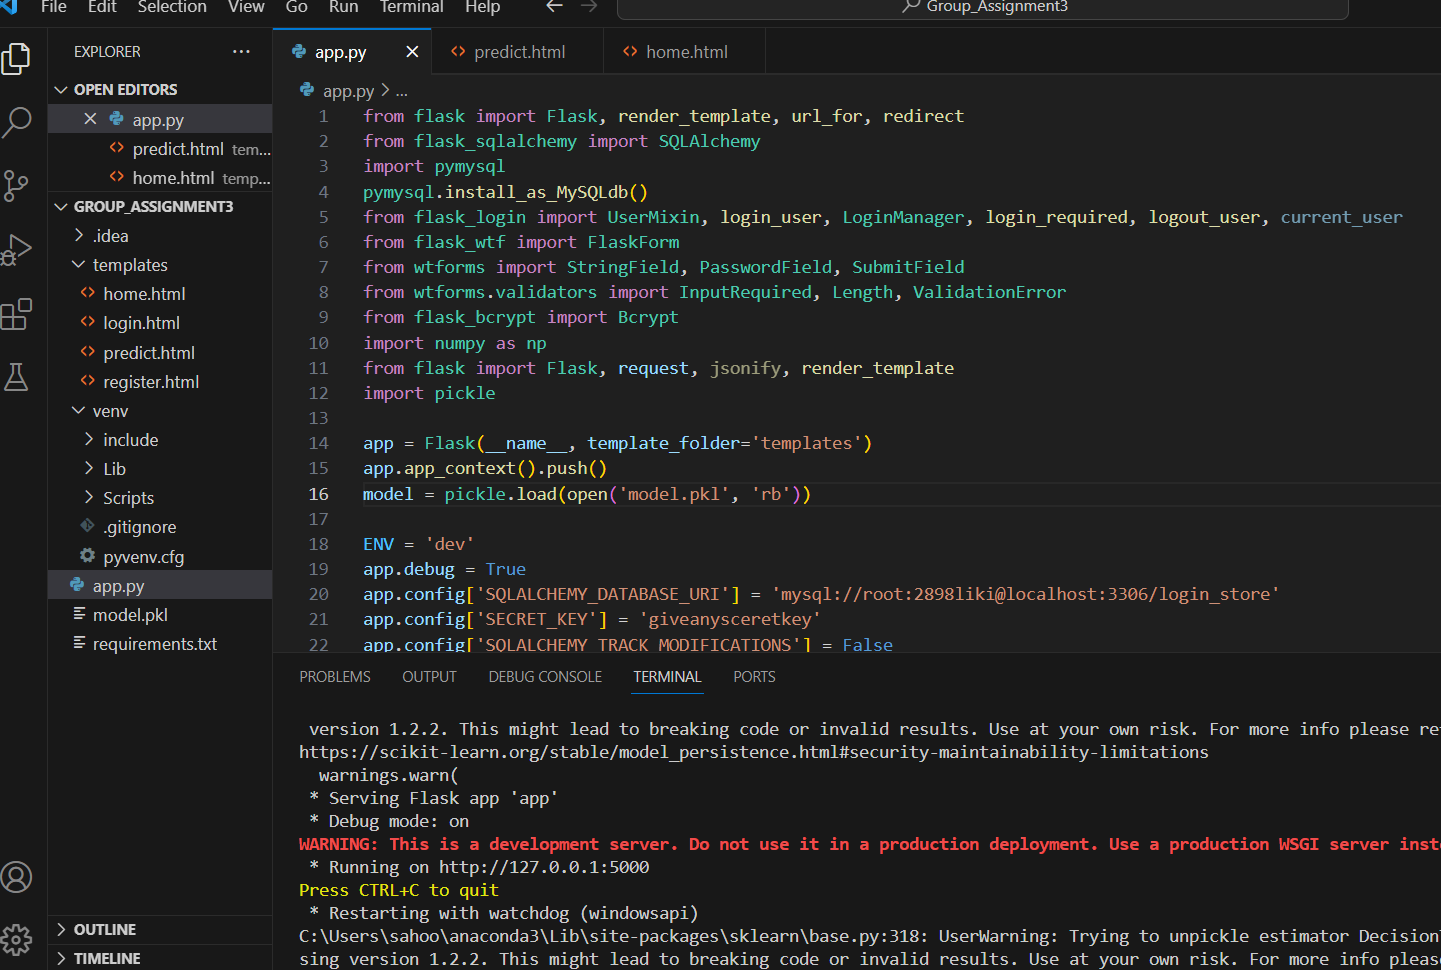 File Edit Selection View Go Run Terminal Help
Group_Assignment3
EXPLORER
OPEN EDITORS
app.py
predict.html tem...
home.html temp...
GROUP_ASSIGNMENT3
.idea
templates
home.html
login.html
predict.html
register.html
venv
include
Lib
Scripts
.gitignore
pyvenv.cfg
app.py
model.pkl
requirements.txt
OUTLINE
TIMELINE
app.py predict.html home.html
app.py > ...
1 from flask import Flask, render_template, url_for, redirect
2 from flask_sqlalchemy import SQLAlchemy
3 import pymysql
4 pymysql.install_as_MySQLdb()
5 from flask_login import UserMixin, login_user, LoginManager, login_required, logout_user, current_user
6 from flask_wtf import FlaskForm
7 from wtforms import StringField, PasswordField, SubmitField
8 from wtforms.validators import InputRequired, Length, ValidationError
9 from flask_bcrypt import Bcrypt
10 import numpy as np
11 from flask import Flask, request, jsonify, render_template
12 import pickle
13
14 app = Flask(__name__, template_folder='templates')
15 app.app_context().push()
16 model = pickle.load(open('model.pkl', 'rb'))
17
18 ENV = 'dev'
19 app.debug = True
20 app.config['SQLALCHEMY_DATABASE_URI'] = 'mysql://root:2898liki@localhost:3306/login_store'
21 app.config['SECRET_KEY'] = 'giveanysceretkey'
22 app.config['SQLALCHEMY_TRACK_MODIFICATIONS'] = False
PROBLEMS OUTPUT DEBUG CONSOLE TERMINAL PORTS
version 1.2.2. This might lead to breaking code or invalid results. Use at your own risk. For more info please re
https://scikit-learn.org/stable/model_persistence.html#security-maintainability-limitations
warnings.warn(
* Serving Flask app 'app'
* Debug mode: on
WARNING: This is a development server. Do not use it in a production deployment. Use a production WSGI server inst
* Running on http://127.0.0.1:5000
Press CTRL+C to quit
* Restarting with watchdog (windowsapi)
C:\Users\sahoo\anaconda3\Lib\site-packages\sklearn\base.py:318: UserWarning: Trying to unpickle estimator Decision
sing version 1.2.2. This might lead to breaking code or invalid results. Use at your own risk. For more info pleas